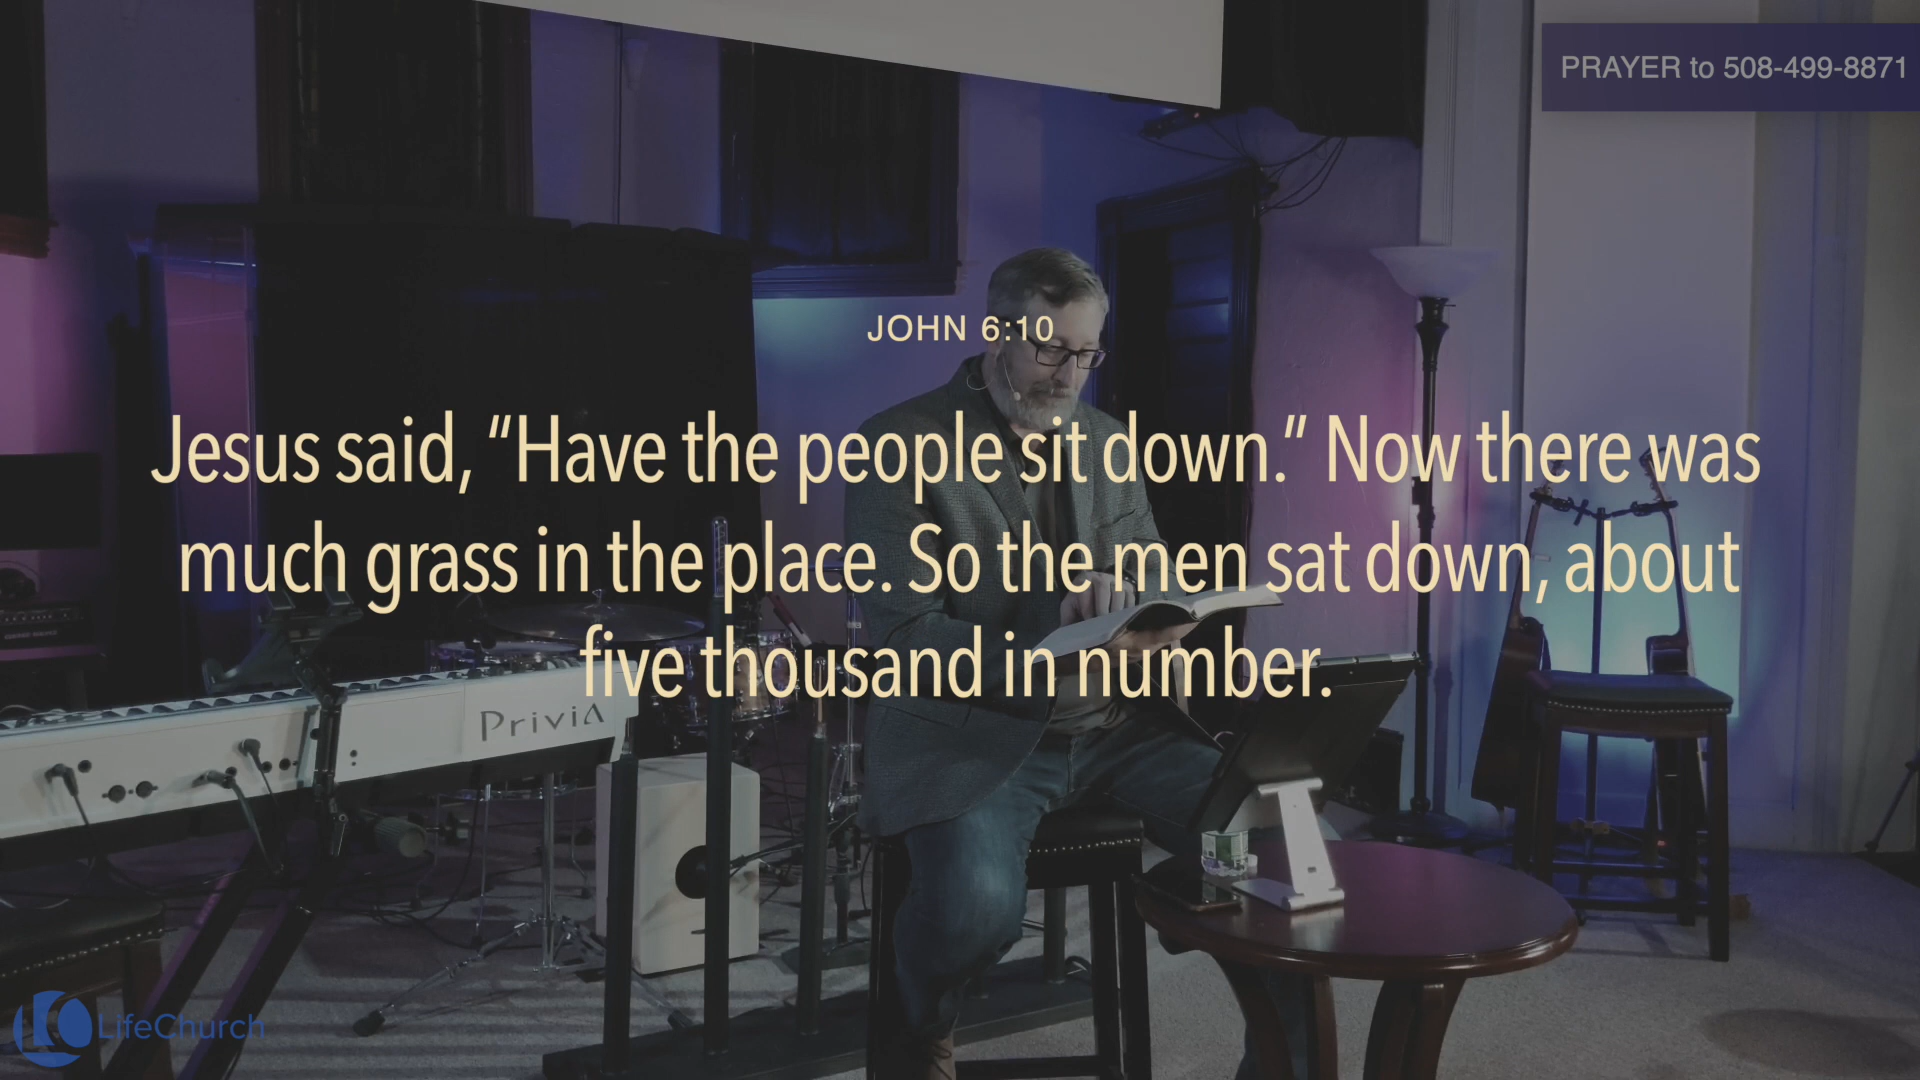 PRAYER to 508-499-8871
JOHN 6:10
Jesus said, “Have the people sit down.” Now there was
much grass in the place. So the men sat down, about
five thousand in number.
PriviA
LifeChurch